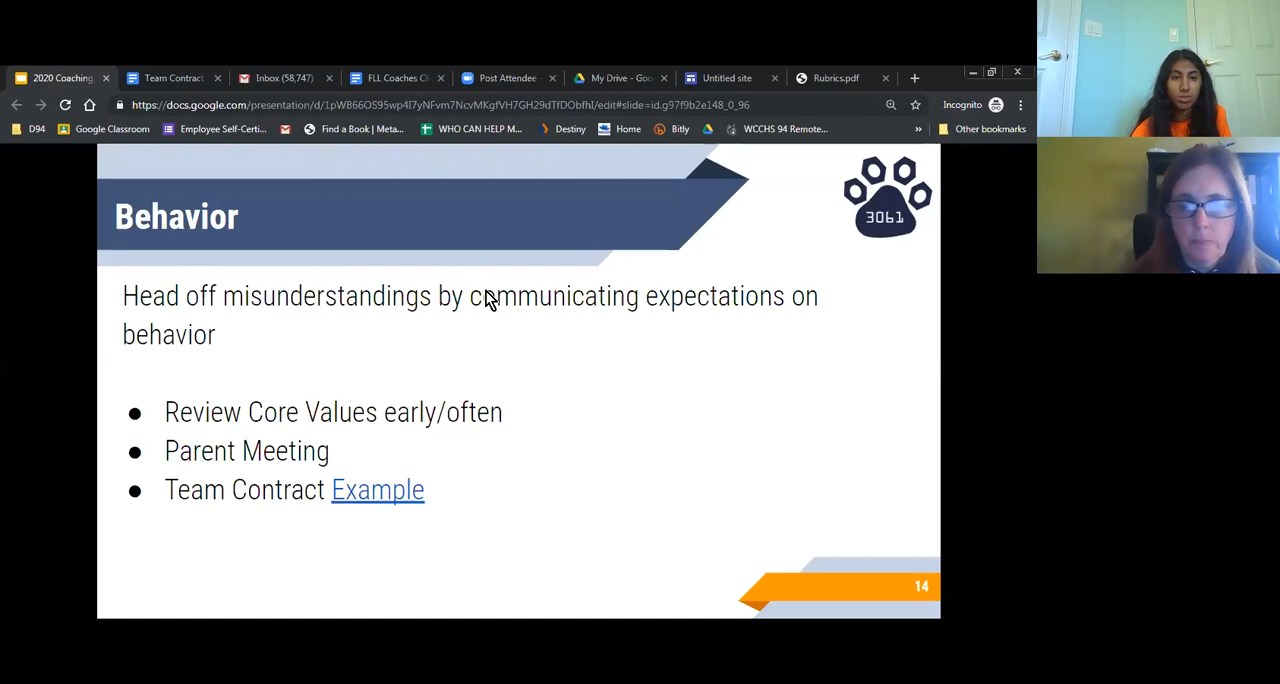 2020 Coaching
Team Contract
Inbox (58,747)
FLL Coaches Cl
Post Attendee
My Drive - Goo
Untitled site
Rubrics.pdf
https://docs.google.com/presentation/d/1pWB66OS95wp4I7yNFvm7NcvMKgfVH7GH29dTfDObfhI/edit#slide=id.g97f9b2e148_0_96
Incognito
D94
Google Classroom
Employee Self-Certi...
Find a Book | Meta...
WHO CAN HELP M...
Destiny
Home
Bitly
WCCHS 94 Remote...
»
Other bookmarks
Behavior
3061
Head off misunderstandings by communicating expectations on
behavior
● Review Core Values early/often
● Parent Meeting
● Team Contract Example
14